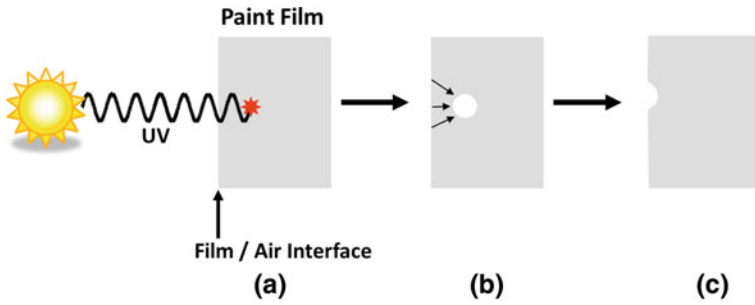 Paint Film
UV
Film / Air Interface
(a)
(b)
(c)